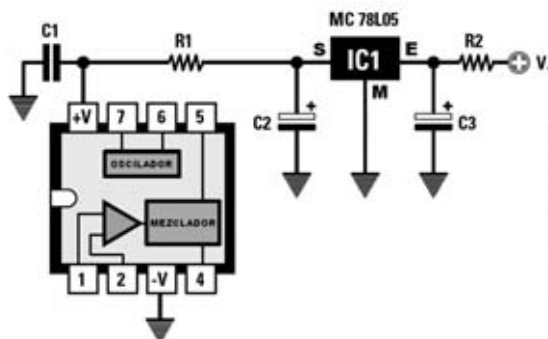 MC 78L05
C1
R1
S
IC1
E
R2
V.
M
C2
+
+
C3
+V
7
6
5
OSCILADOR
MEZCLADOR
1
2
-V
4